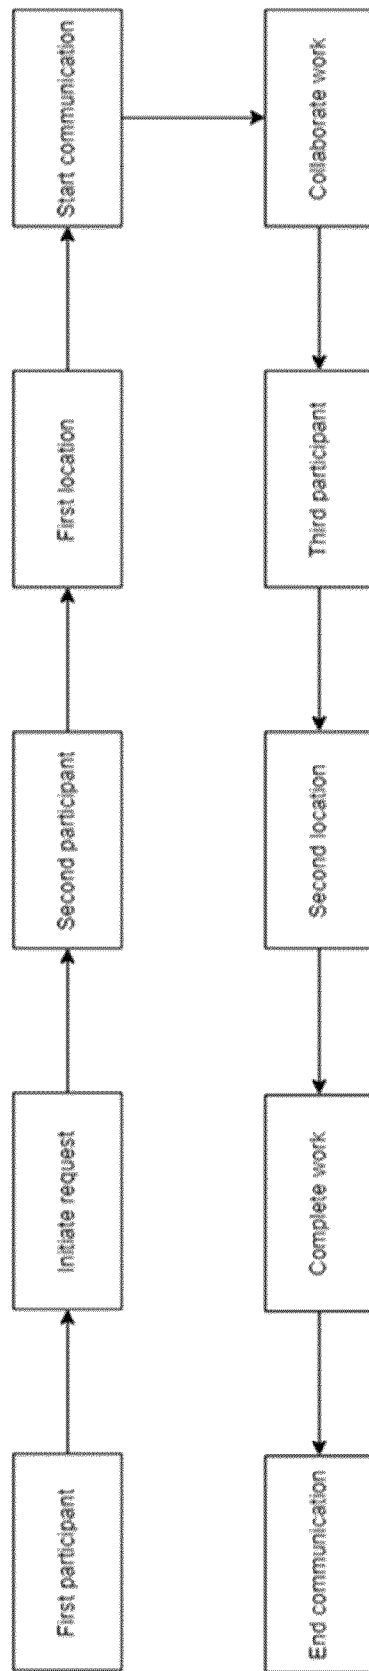 First participant
Initiate request
Second participant
First location
Start communication
Collaborate work
Third participant
Second location
Complete work
End communication